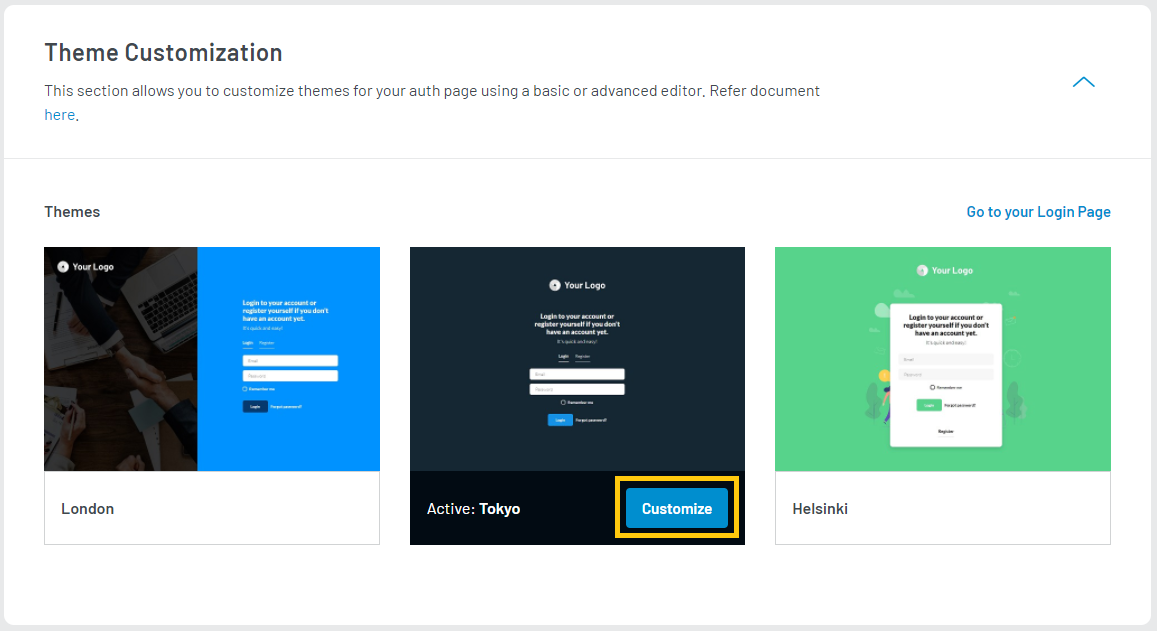 Theme Customization
This section allows you to customize themes for your auth page using a basic or advanced editor. Refer document
here.
Themes
Go to your Login Page
Your Logo
Login to your account or
register yourself if you don't
have an account yet.
It's quick and easy!
Login Register
Email
Password
Remember me
Login Forgot password?
London
Your Logo
Login to your account or
register yourself if you don't
have an account yet.
It's quick and easy!
Login Register
Email
Password
Remember me
Login Forgot password?
Active: Tokyo
Customize
Your Logo
Login to your account or
register yourself if you don't
have an account yet.
It's quick and easy!
Email
Password
Remember me
Login Forgot password?
Register
Helsinki